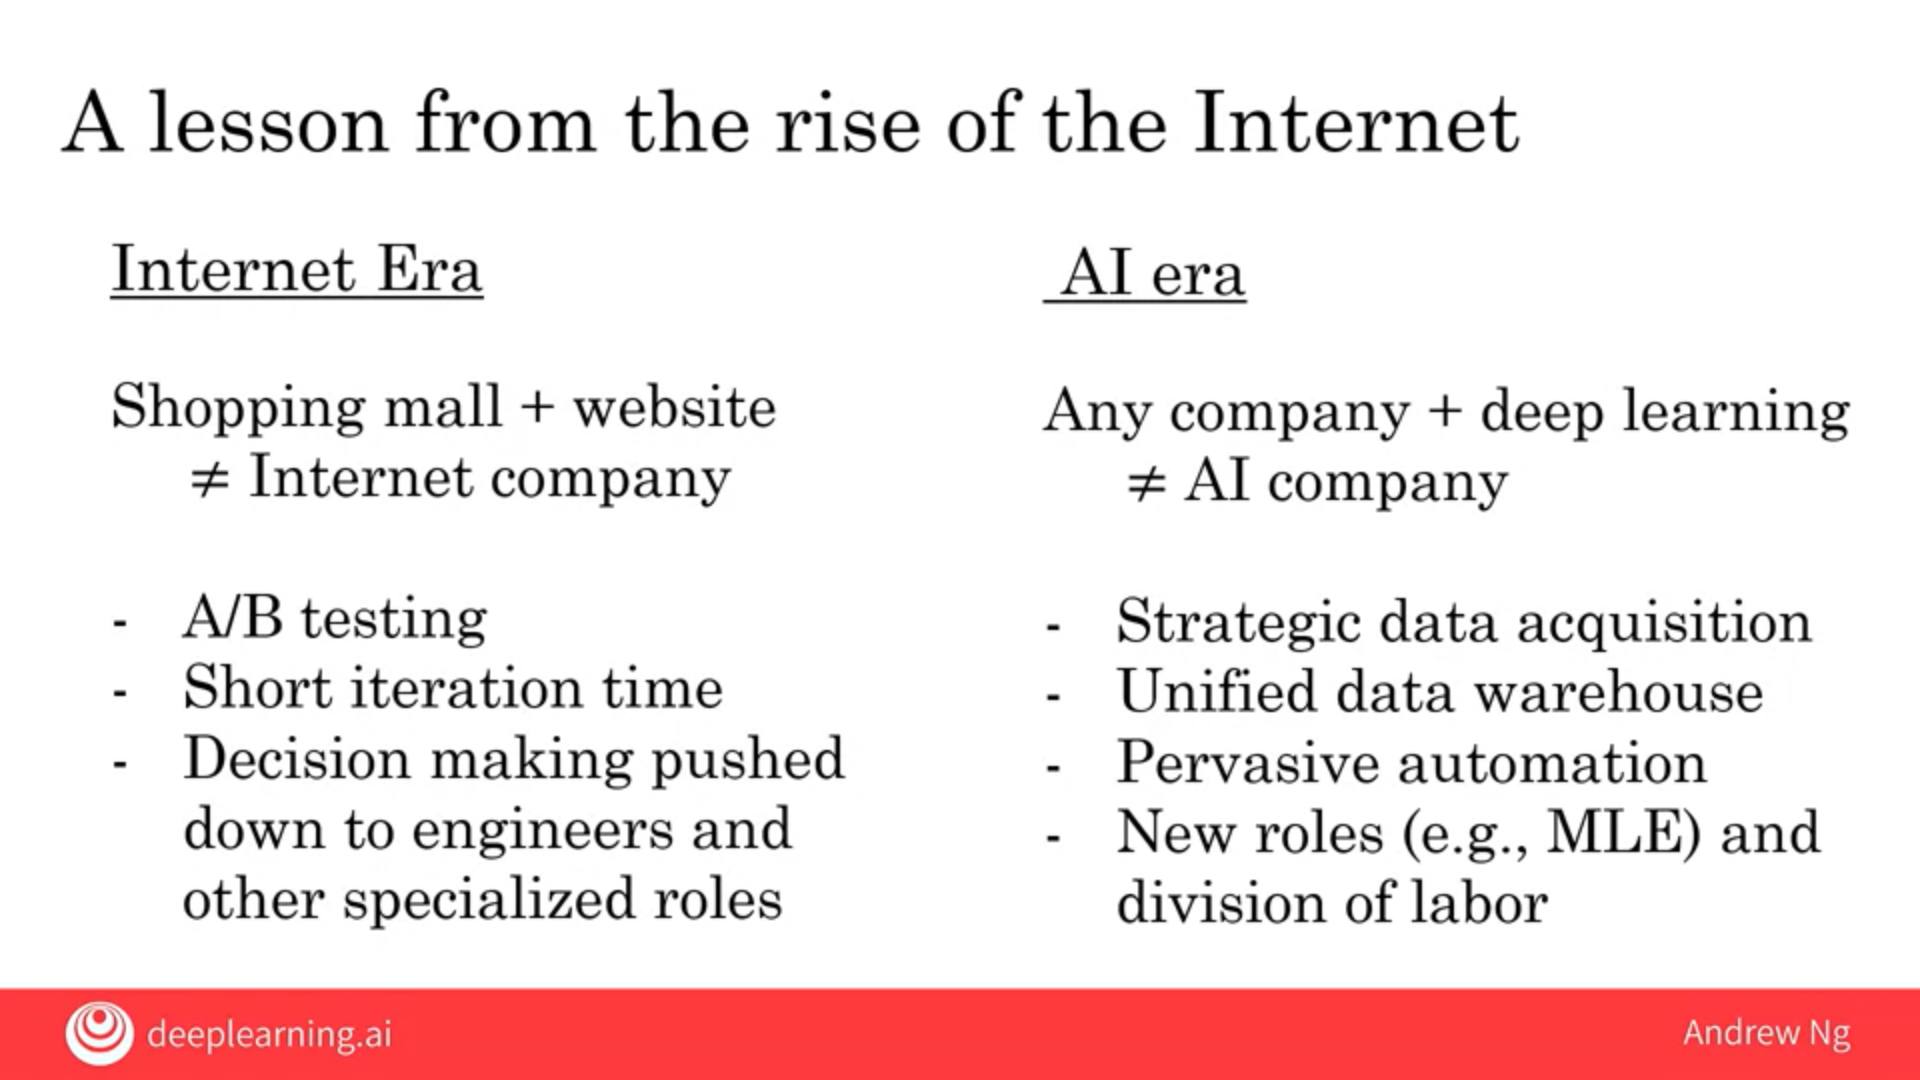 A lesson from the rise of the Internet
Internet Era
Shopping mall + website
≠ Internet company
- A/B testing
- Short iteration time
- Decision making pushed
down to engineers and
other specialized roles
AI era
Any company + deep learning
≠ AI company
- Strategic data acquisition
- Unified data warehouse
- Pervasive automation
- New roles (e.g., MLE) and
division of labor
deeplearning.ai
Andrew Ng